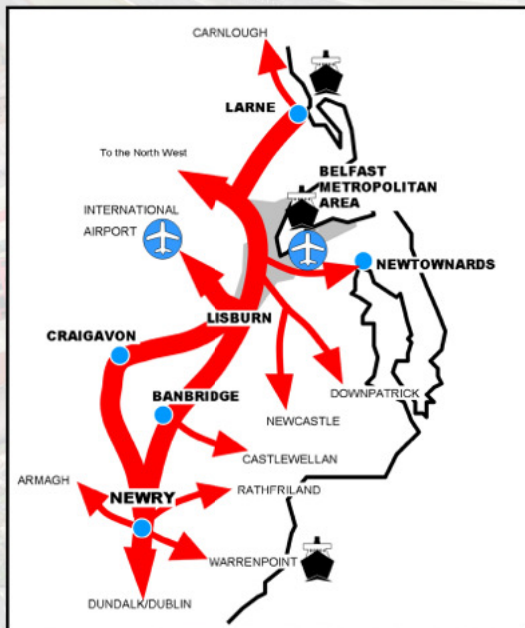 CARNLOUGH
LARNE
To the North West
BELFAST
METROPOLITAN
AREA
INTERNATIONAL
AIRPORT
NEWTOWNARDS
LISBURN
CRAIGAVON
DOWNPATRICK
BANBRIDGE
NEWCASTLE
CASTLEWELLAN
ARMAGH
NEWRY
RATHFRILAND
WARRENPOINT
DUNDALK/DUBLIN